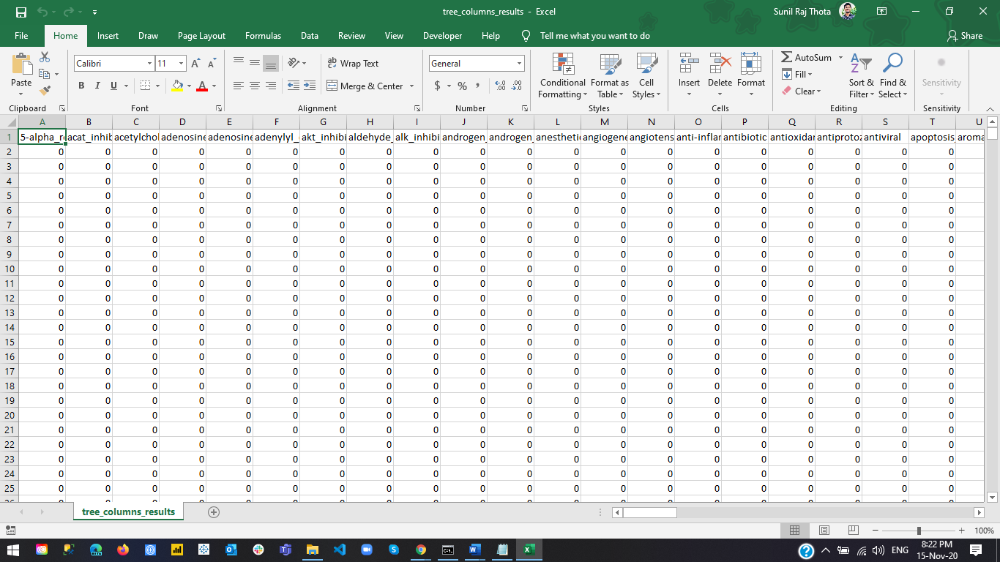 tree_columns_results - Excel
Sunil Raj Thota
File Home Insert Draw Page Layout Formulas Data Review View Developer Help Tell me what you want to do Share
Calibri 11 Wrap Text General AutoSum
Paste B I U Merge & Center $ % , Conditional Formatting Format as Table Cell Styles Insert Delete Format Fill Clear Sort & Filter Find & Select Sensitivity
Clipboard Font Alignment Number Styles Cells Editing Sensitivity
A B C D E F G H I J K L M N O P Q R S T U
1 5-alpha_re acat_inhib acetylchol adenosine adenosine adenylyl_ akt_inhibi aldehyde_ alk_inhibi androgen_ androgen_ anesthetic angiogene angiotens anti-inflar antibiotic antioxidar antiprotoz antiviral apoptosis_ aroma
2 0 0 0 0 0 0 0 0 0 0 0 0 0 0 0 0 0 0 0 0
3 0 0 0 0 0 0 0 0 0 0 0 0 0 0 0 0 0 0 0 0
4 0 0 0 0 0 0 0 0 0 0 0 0 0 0 0 0 0 0 0 0
5 0 0 0 0 0 0 0 0 0 0 0 0 0 0 0 0 0 0 0 0
6 0 0 0 0 0 0 0 0 0 0 0 0 0 0 0 0 0 0 0 0
7 0 0 0 0 0 0 0 0 0 0 0 0 0 0 0 0 0 0 0 0
8 0 0 0 0 0 0 0 0 0 0 0 0 0 0 0 0 0 0 0 0
9 0 0 0 0 0 0 0 0 0 0 0 0 0 0 0 0 0 0 0 0
10 0 0 0 0 0 0 0 0 0 0 0 0 0 0 0 0 0 0 0 0
11 0 0 0 0 0 0 0 0 0 0 0 0 0 0 0 0 0 0 0 0
12 0 0 0 0 0 0 0 0 0 0 0 0 0 0 0 0 0 0 0 0
13 0 0 0 0 0 0 0 0 0 0 0 0 0 0 0 0 0 0 0 0
14 0 0 0 0 0 0 0 0 0 0 0 0 0 0 0 0 0 0 0 0
15 0 0 0 0 0 0 0 0 0 0 0 0 0 0 0 0 0 0 0 0
16 0 0 0 0 0 0 0 0 0 0 0 0 0 0 0 0 0 0 0 0
17 0 0 0 0 0 0 0 0 0 0 0 0 0 0 0 0 0 0 0 0
18 0 0 0 0 0 0 0 0 0 0 0 0 0 0 0 0 0 0 0 0
19 0 0 0 0 0 0 0 0 0 0 0 0 0 0 0 0 0 0 0 0
20 0 0 0 0 0 0 0 0 0 0 0 0 0 0 0 0 0 0 0 0
21 0 0 0 0 0 0 0 0 0 0 0 0 0 0 0 0 0 0 0 0
22 0 0 0 0 0 0 0 0 0 0 0 0 0 0 0 0 0 0 0 0
23 0 0 0 0 0 0 0 0 0 0 0 0 0 0 0 0 0 0 0 0
24 0 0 0 0 0 0 0 0 0 0 0 0 0 0 0 0 0 0 0 0
25 0 0 0 0 0 0 0 0 0 0 0 0 0 0 0 0 0 0 0 0
tree_columns_results
100%
ENG 8:22 PM
15-Nov-20